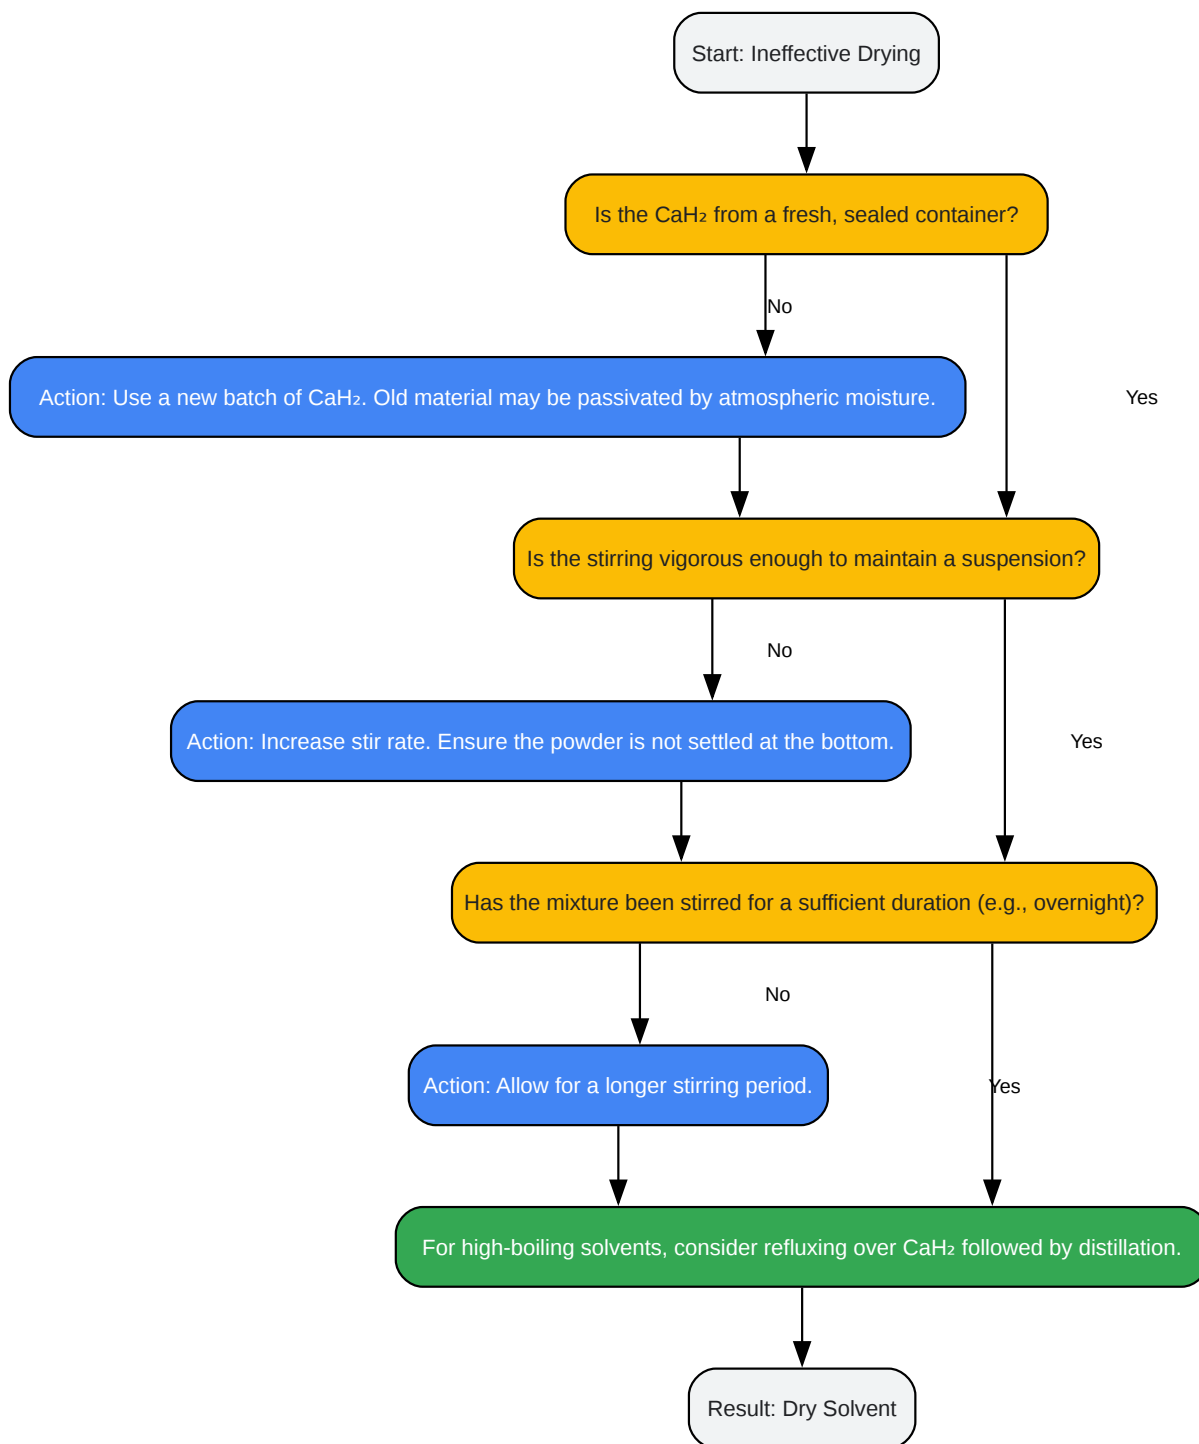 Start: Ineffective Drying
Is the CaH₂ from a fresh, sealed container?
No
Action: Use a new batch of CaH₂. Old material may be passivated by atmospheric moisture.
Yes
Is the stirring vigorous enough to maintain a suspension?
No
Action: Increase stir rate. Ensure the powder is not settled at the bottom.
Yes
Has the mixture been stirred for a sufficient duration (e.g., overnight)?
No
Action: Allow for a longer stirring period.
Yes
For high-boiling solvents, consider refluxing over CaH₂ followed by distillation.
Result: Dry Solvent